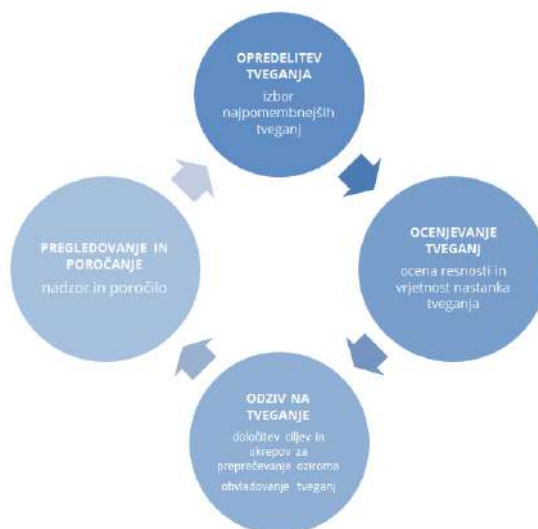 OPREDELITEV
TVEGANJA
izbor
najpomembnejših
tveganj
OCENJEVANJE
TVEGANJ
ocena resnosti in
vrjetnost nastanka
tveganja
ODZIV NA
TVEGANJE
določitev ciljev in
ukrepov za
preprečevanje oziroma
obvladovanje tveganj
PREGLEDOVANJE IN
POROČANJE
nadzor in poročilo